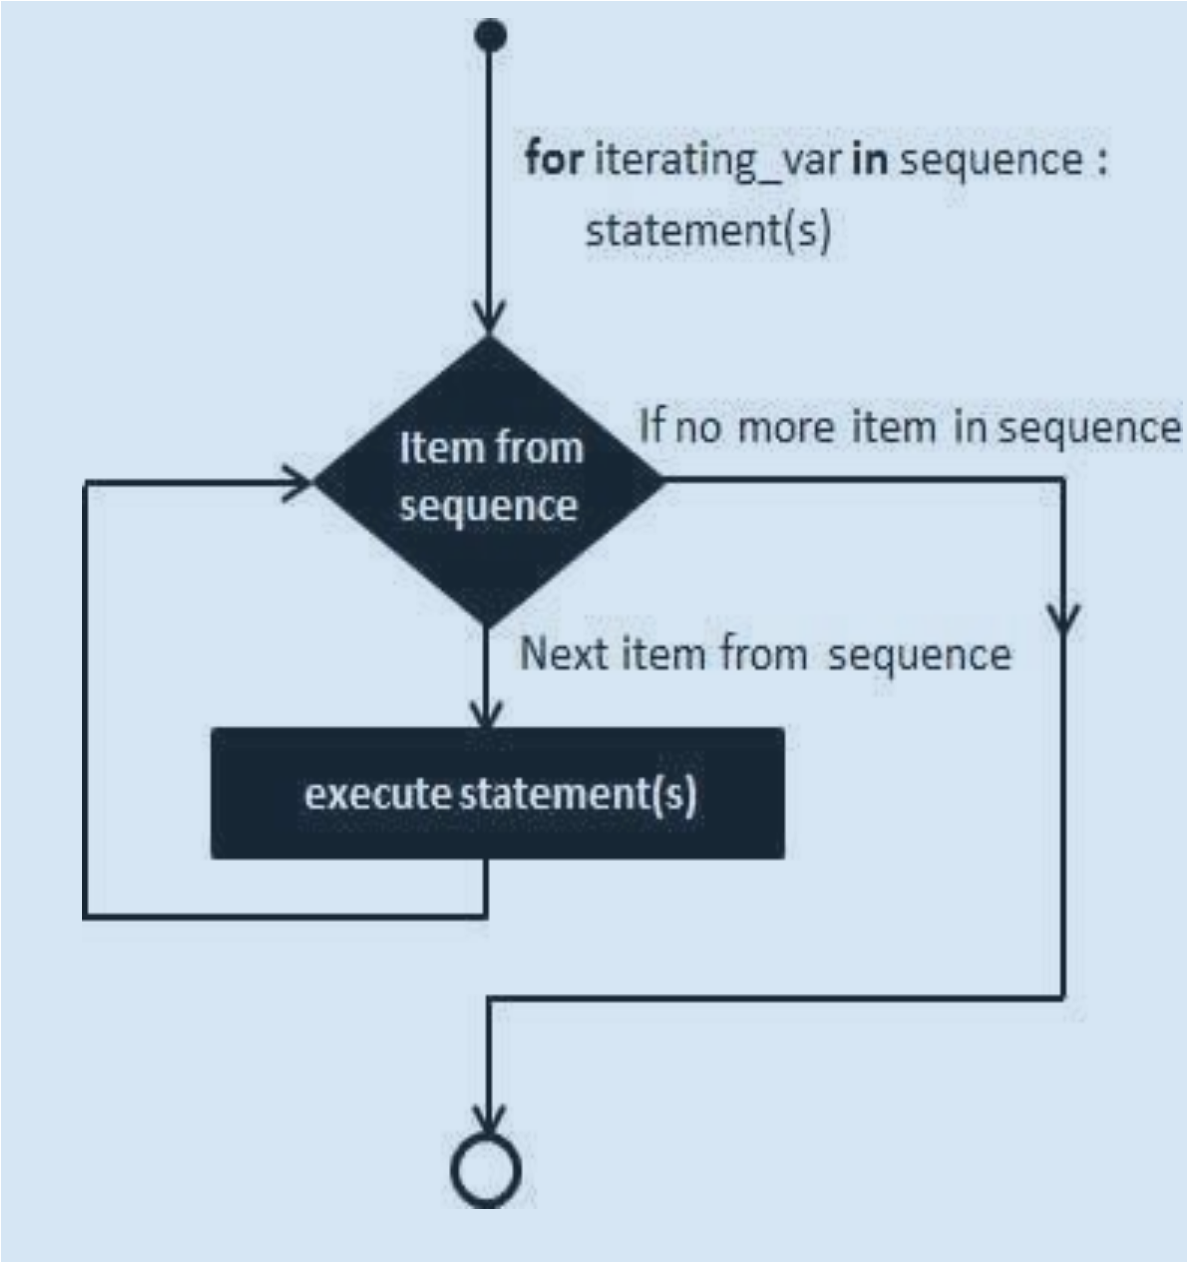 for iterating_var in sequence :
statement(s)
If no more item in sequence
Item from
sequence
Next item from sequence
execute statement(s)